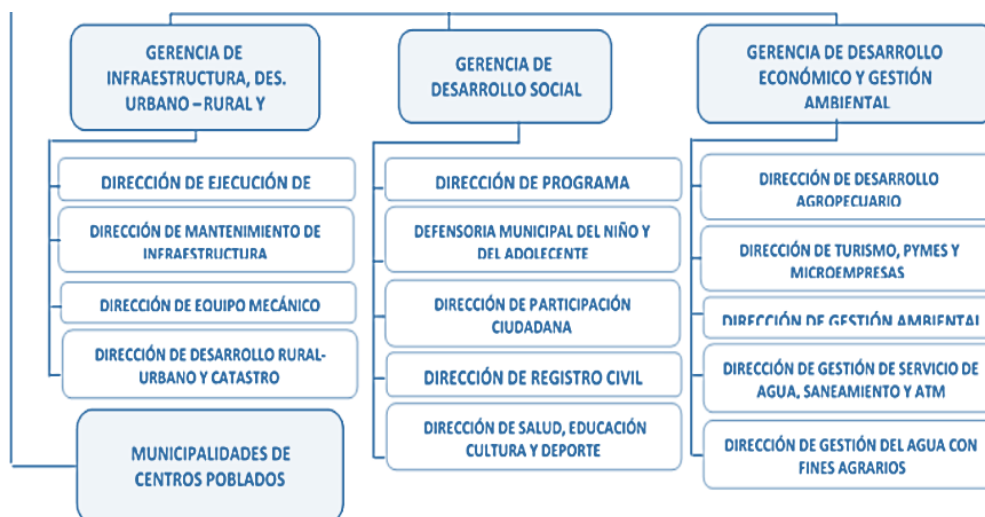 GERENCIA DE
INFRAESTRUCTURA, DES.
URBANO – RURAL Y
DIRECCIÓN DE EJECUCIÓN DE
DIRECCIÓN DE MANTENIMIENTO DE
INFRAESTRUCTURA
DIRECCIÓN DE EQUIPO MECÁNICO
DIRECCIÓN DE DESARROLLO RURAL-
URBANO Y CATASTRO
MUNICIPALIDADES DE
CENTROS POBLADOS
GERENCIA DE
DESARROLLO SOCIAL
DIRECCIÓN DE PROGRAMA
DEFENSORIA MUNICIPAL DEL NIÑO Y
DEL ADOLECENTE
DIRECCIÓN DE PARTICIPACIÓN
CIUDADANA
DIRECCIÓN DE REGISTRO CIVIL
DIRECCIÓN DE SALUD, EDUCACIÓN
CULTURA Y DEPORTE
GERENCIA DE DESARROLLO
ECONÓMICO Y GESTIÓN
AMBIENTAL
DIRECCIÓN DE DESARROLLO
AGROPECUARIO
DIRECCIÓN DE TURISMO, PYMES Y
MICROEMPRESAS
DIRECCIÓN DE GESTIÓN AMBIENTAL
DIRECCIÓN DE GESTIÓN DE SERVICIO DE
AGUA, SANEAMIENTO Y ATM
DIRECCIÓN DE GESTIÓN DEL AGUA CON
FINES AGRARIOS